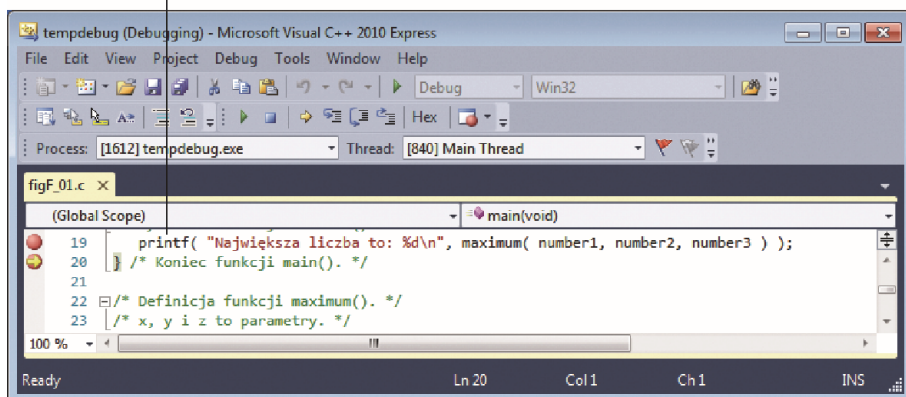 tempdebug (Debugging) - Microsoft Visual C++ 2010 Express
File Edit View Project Debug Tools Window Help
Debug Win32
Hex
Process: [1612] tempdebug.exe Thread: [840] Main Thread
figF_01.c
(Global Scope) main(void)
19 printf( "Największa liczba to: %d\n", maximum( number1, number2, number3 ) );
20 } /* Koniec funkcji main(). */
21
22 /* Definicja funkcji maximum(). */
23 /* x, y i z to parametry. */
100 %
Ready Ln 20 Col 1 Ch 1 INS